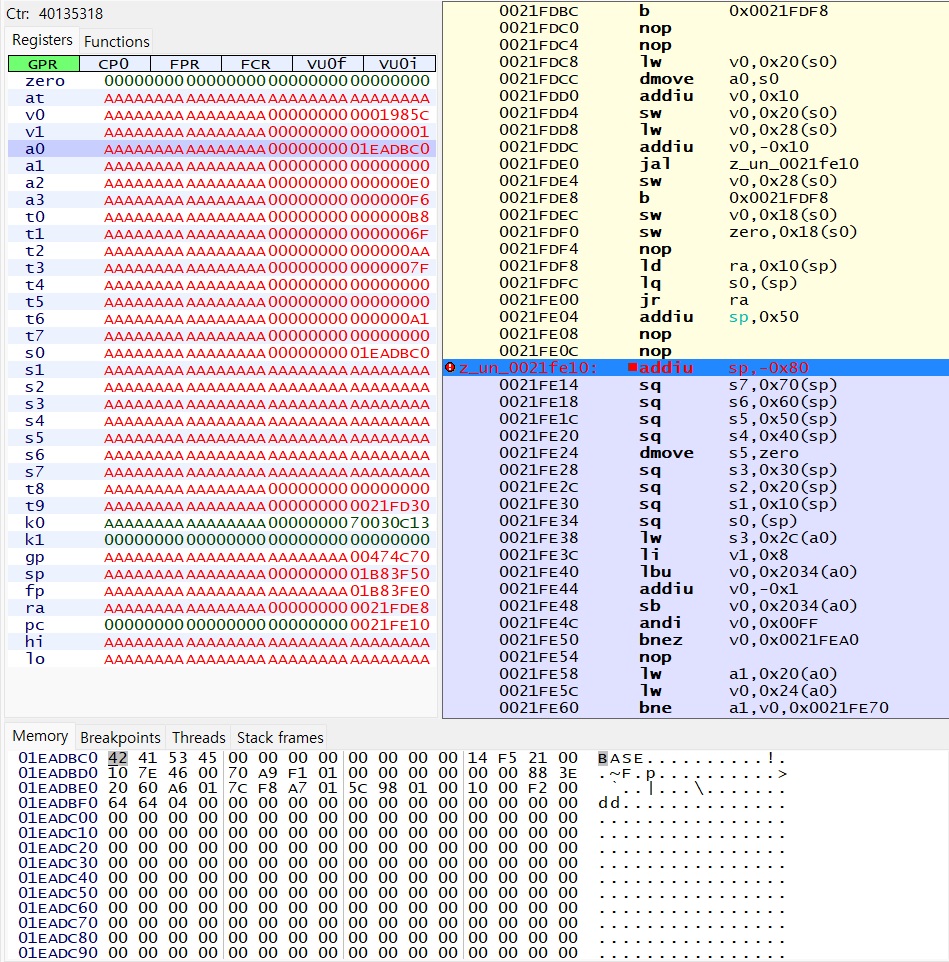 Ctr: 40135318
Registers Functions
GPR CP0 FPR FCR VU0f VU0i
zero 00000000 00000000 00000000 00000000
at AAAAAAAA AAAAAAAA AAAAAAAA AAAAAAAA
v0 AAAAAAAA AAAAAAAA 00000000 0001985C
v1 AAAAAAAA AAAAAAAA 00000000 00000001
a0 AAAAAAAA AAAAAAAA 00000000 01EADBC0
a1 AAAAAAAA AAAAAAAA 00000000 00000000
a2 AAAAAAAA AAAAAAAA 00000000 000000E0
a3 AAAAAAAA AAAAAAAA 00000000 000000F6
t0 AAAAAAAA AAAAAAAA 00000000 000000B8
t1 AAAAAAAA AAAAAAAA 00000000 0000006F
t2 AAAAAAAA AAAAAAAA 00000000 000000AA
t3 AAAAAAAA AAAAAAAA 00000000 0000007F
t4 AAAAAAAA AAAAAAAA 00000000 00000000
t5 AAAAAAAA AAAAAAAA 00000000 00000000
t6 AAAAAAAA AAAAAAAA 00000000 000000A1
t7 AAAAAAAA AAAAAAAA 00000000 00000000
s0 AAAAAAAA AAAAAAAA 00000000 01EADBC0
s1 AAAAAAAA AAAAAAAA AAAAAAAA AAAAAAAA
s2 AAAAAAAA AAAAAAAA AAAAAAAA AAAAAAAA
s3 AAAAAAAA AAAAAAAA AAAAAAAA AAAAAAAA
s4 AAAAAAAA AAAAAAAA AAAAAAAA AAAAAAAA
s5 AAAAAAAA AAAAAAAA AAAAAAAA AAAAAAAA
s6 AAAAAAAA AAAAAAAA AAAAAAAA AAAAAAAA
s7 AAAAAAAA AAAAAAAA AAAAAAAA AAAAAAAA
t8 AAAAAAAA AAAAAAAA 00000000 00000000
t9 AAAAAAAA AAAAAAAA 00000000 0021FD30
k0 AAAAAAAA AAAAAAAA 00000000 70030C13
k1 00000000 00000000 00000000 00000000
gp AAAAAAAA AAAAAAAA AAAAAAAA 00474C70
sp AAAAAAAA AAAAAAAA 00000000 01B83F50
fp AAAAAAAA AAAAAAAA AAAAAAAA 01B83FE0
ra AAAAAAAA AAAAAAAA 00000000 0021FDE8
pc 00000000 00000000 00000000 0021FE10
hi AAAAAAAA AAAAAAAA AAAAAAAA AAAAAAAA
lo AAAAAAAA AAAAAAAA AAAAAAAA AAAAAAAA
0021FDBC b 0x0021FDF8
0021FDC0 nop
0021FDC4 nop
0021FDC8 lw v0,0x20(s0)
0021FDCC dmove a0,s0
0021FDD0 addiu v0,0x10
0021FDD4 sw v0,0x20(s0)
0021FDD8 lw v0,0x28(s0)
0021FDDC addiu v0,-0x10
0021FDE0 jal z_un_0021fe10
0021FDE4 sw v0,0x28(s0)
0021FDE8 b 0x0021FDF8
0021FDEC sw v0,0x18(s0)
0021FDF0 sw zero,0x18(s0)
0021FDF4 nop
0021FDF8 ld ra,0x10(sp)
0021FDFC lq s0,(sp)
0021FE00 jr ra
0021FE04 addiu sp,0x50
0021FE08 nop
0021FE0C nop
z_un_0021fe10: addiu sp,-0x80
0021FE14 sq s7,0x70(sp)
0021FE18 sq s6,0x60(sp)
0021FE1C sq s5,0x50(sp)
0021FE20 sq s4,0x40(sp)
0021FE24 dmove s5,zero
0021FE28 sq s3,0x30(sp)
0021FE2C sq s2,0x20(sp)
0021FE30 sq s1,0x10(sp)
0021FE34 sq s0,(sp)
0021FE38 lw s3,0x2C(a0)
0021FE3C li v1,0x8
0021FE40 lbu v0,0x2034(a0)
0021FE44 addiu v0,-0x1
0021FE48 sb v0,0x2034(a0)
0021FE4C andi v0,0x00FF
0021FE50 bnez v0,0x0021FEA0
0021FE54 nop
0021FE58 lw a1,0x20(a0)
0021FE5C lw v0,0x24(a0)
0021FE60 bne a1,v0,0x0021FE70
Memory Breakpoints Threads Stack frames
01EADBC0 42 41 53 45 00 00 00 00 00 00 00 00 14 F5 21 00 BASE..........!.
01EADBD0 10 7E 46 00 70 A9 F1 01 00 00 00 00 00 00 88 3E .~F.p..........>
01EADBE0 20 60 A6 01 7C F8 A7 01 5C 98 01 00 10 00 F2 00 `..|...\.......
01EADBF0 64 64 04 00 00 00 00 00 00 00 00 00 00 00 00 00 dd..............
01EADC00 00 00 00 00 00 00 00 00 00 00 00 00 00 00 00 00 ................
01EADC10 00 00 00 00 00 00 00 00 00 00 00 00 00 00 00 00 ................
01EADC20 00 00 00 00 00 00 00 00 00 00 00 00 00 00 00 00 ................
01EADC30 00 00 00 00 00 00 00 00 00 00 00 00 00 00 00 00 ................
01EADC40 00 00 00 00 00 00 00 00 00 00 00 00 00 00 00 00 ................
01EADC50 00 00 00 00 00 00 00 00 00 00 00 00 00 00 00 00 ................
01EADC60 00 00 00 00 00 00 00 00 00 00 00 00 00 00 00 00 ................
01EADC70 00 00 00 00 00 00 00 00 00 00 00 00 00 00 00 00 ................
01EADC80 00 00 00 00 00 00 00 00 00 00 00 00 00 00 00 00 ................
01EADC90 00 00 00 00 00 00 00 00 00 00 00 00 00 00 00 00 ................